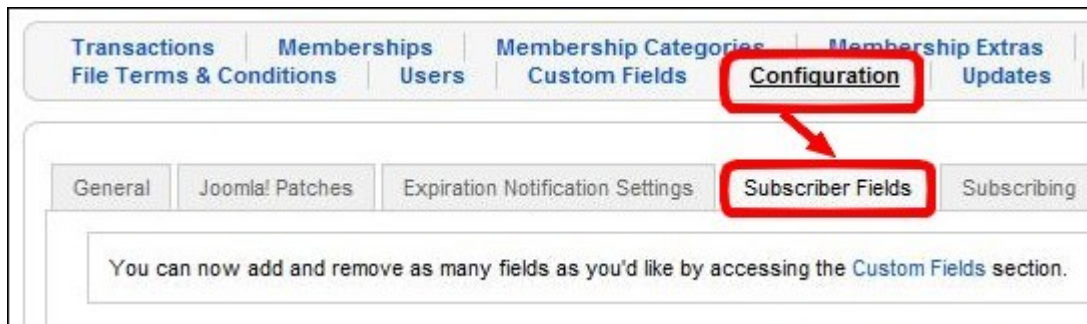 Transactions Memberships Membership Categories Membership Extras
File Terms & Conditions Users Custom Fields Configuration Updates
General Joomla! Patches Expiration Notification Settings Subscriber Fields Subscribing
You can now add and remove as many fields as you'd like by accessing the Custom Fields section.